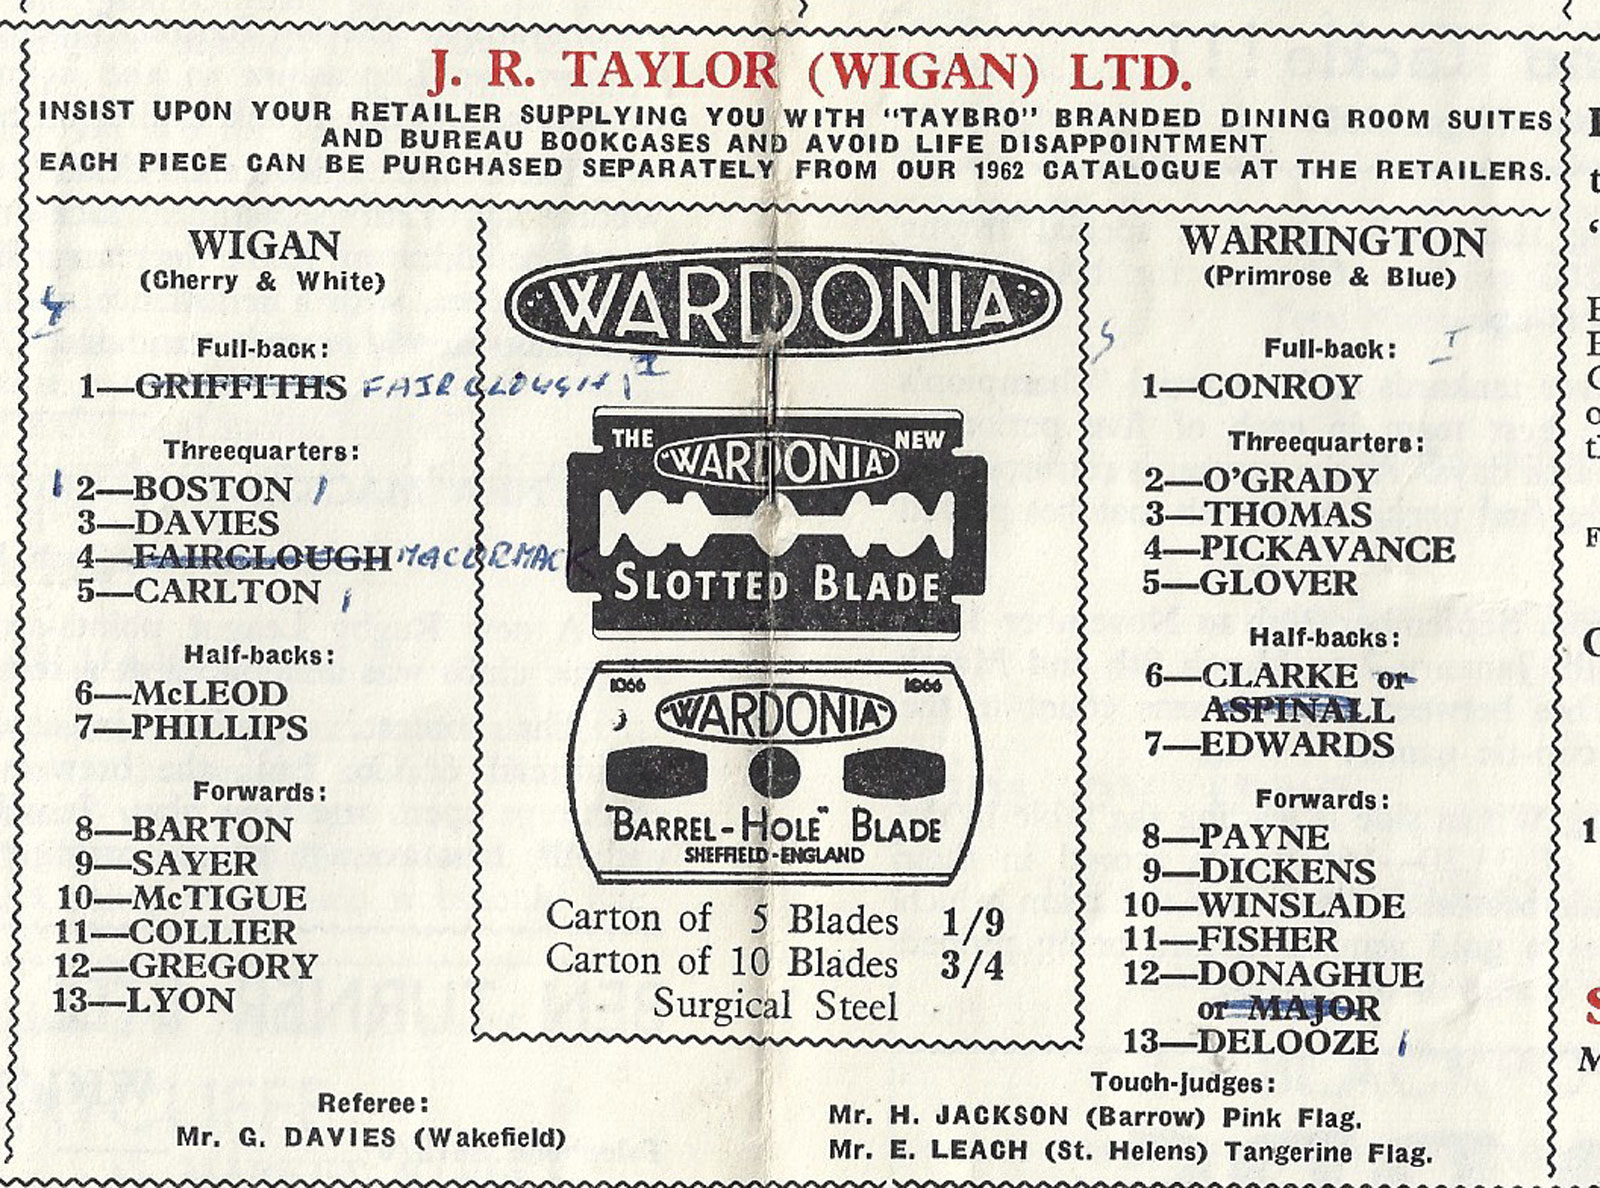 J. R. TAYLOR (WIGAN) LTD.
INSIST UPON YOUR RETAILER SUPPLYING YOU WITH "TAYBRO" BRANDED DINING ROOM SUITES
AND BUREAU BOOKCASES AND AVOID LIFE DISAPPOINTMENT
EACH PIECE CAN BE PURCHASED SEPARATELY FROM OUR 1962 CATALOGUE AT THE RETAILERS.
WIGAN
(Cherry & White)
Full-back:
1—GRIFFITHS FAIRCLOUGH
Threequarters:
2—BOSTON
3—DAVIES
4—FAIRCLOUGH MACORMACK
5—CARLTON
Half-backs:
6—McLEOD
7—PHILLIPS
Forwards:
8—BARTON
9—SAYER
10—McTIGUE
11—COLLIER
12—GREGORY
13—LYON
"WARDONIA"
THE "WARDONIA" NEW
SLOTTED BLADE
1066 1066
"WARDONIA"
"BARREL-HOLE" BLADE
SHEFFIELD-ENGLAND
Carton of 5 Blades 1/9
Carton of 10 Blades 3/4
Surgical Steel
WARRINGTON
(Primrose & Blue)
Full-back:
1—CONROY
Threequarters:
2—O'GRADY
3—THOMAS
4—PICKAVANCE
5—GLOVER
Half-backs:
6—CLARKE or
ASPINALL
7—EDWARDS
Forwards:
8—PAYNE
9—DICKENS
10—WINSLADE
11—FISHER
12—DONAGHUE
or MAJOR
13—DELOOZE
Referee:
Mr. G. DAVIES (Wakefield)
Touch-judges:
Mr. H. JACKSON (Barrow) Pink Flag.
Mr. E. LEACH (St. Helens) Tangerine Flag.